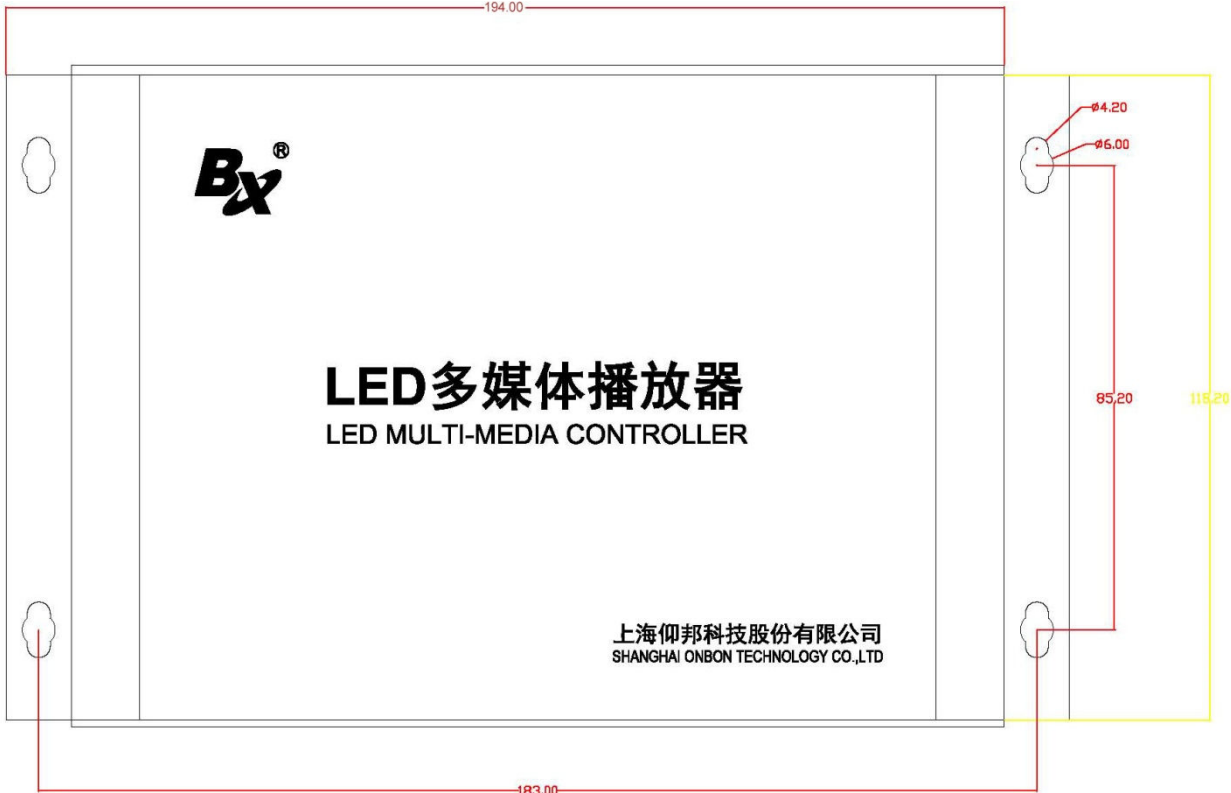 194.00
ø4.20
ø6.00
BX®
LED多媒体播放器
LED MULTI-MEDIA CONTROLLER
85.20
118.20
上海仰邦科技股份有限公司
SHANGHAI ONBON TECHNOLOGY CO.,LTD
183.00